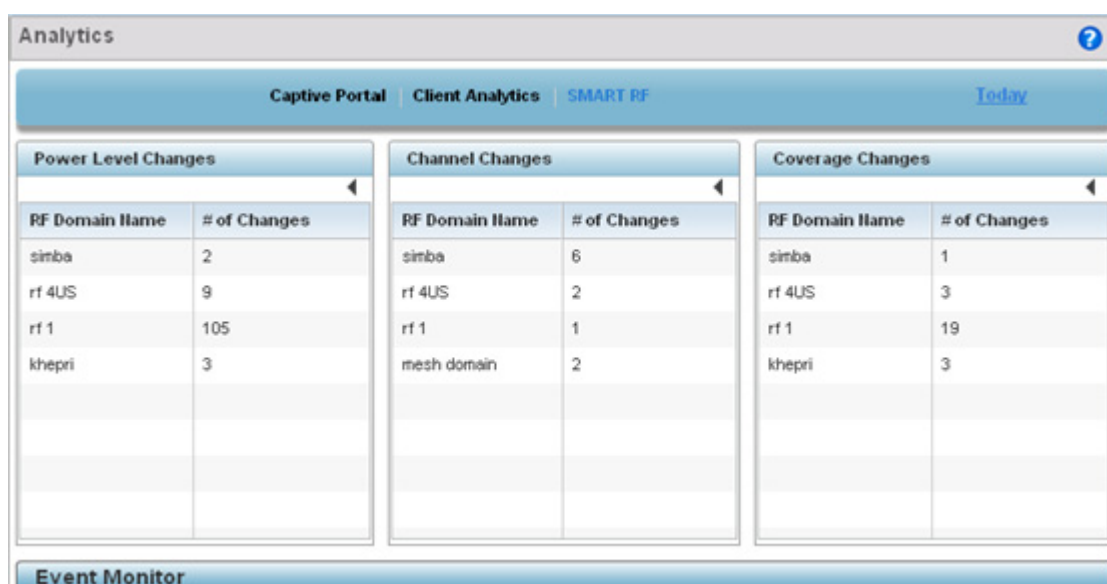 Analytics
?
Captive Portal | Client Analytics | SMART RF Today
Power Level Changes
RF Domain Name # of Changes
simba 2
rf 4US 9
rf 1 105
khepri 3
Channel Changes
RF Domain Name # of Changes
simba 6
rf 4US 2
rf 1 1
mesh domain 2
Coverage Changes
RF Domain Name # of Changes
simba 1
rf 4US 3
rf 1 19
khepri 3
Event Monitor